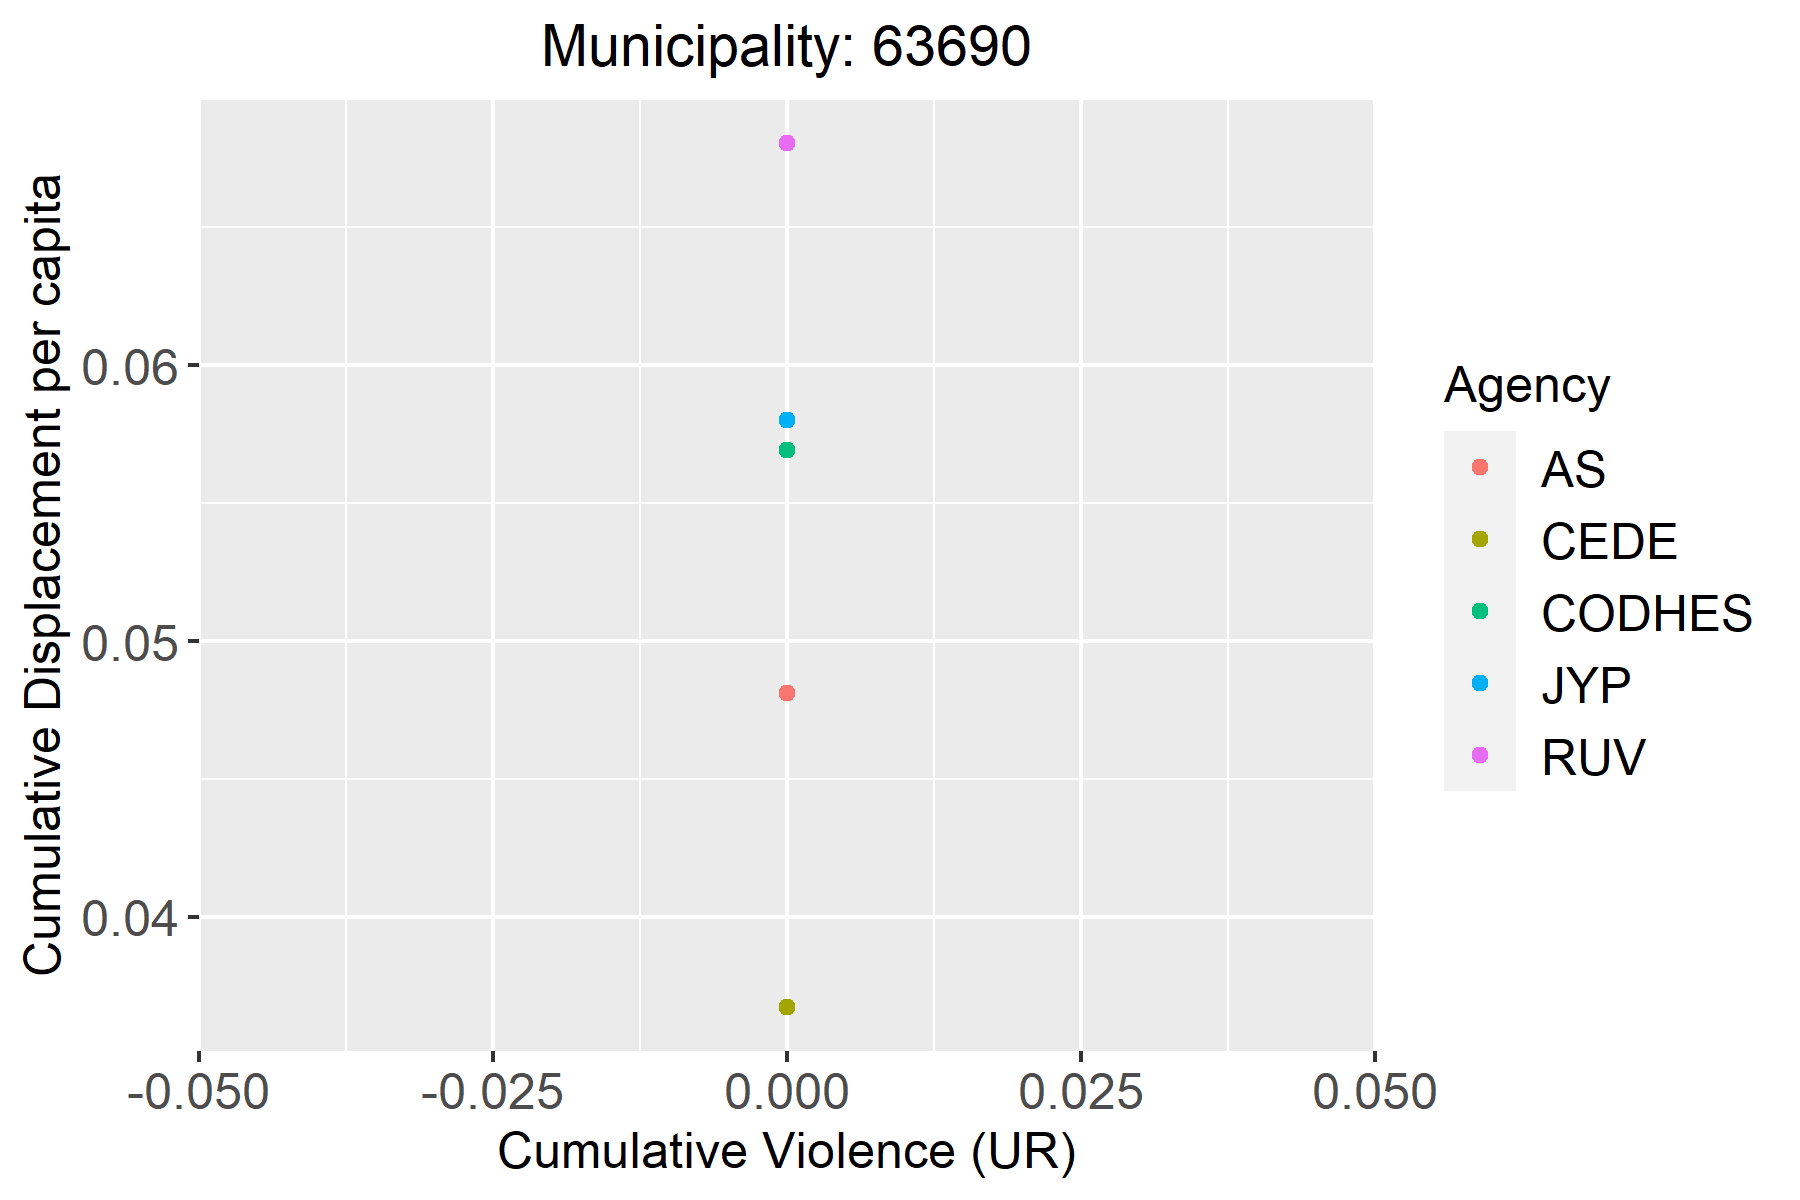 Municipality: 63690
Cumulative Displacement per capita
0.06
0.05
0.04
-0.050
-0.025
0.000
0.025
0.050
Cumulative Violence (UR)
Agency
AS
CEDE
CODHES
JYP
RUV